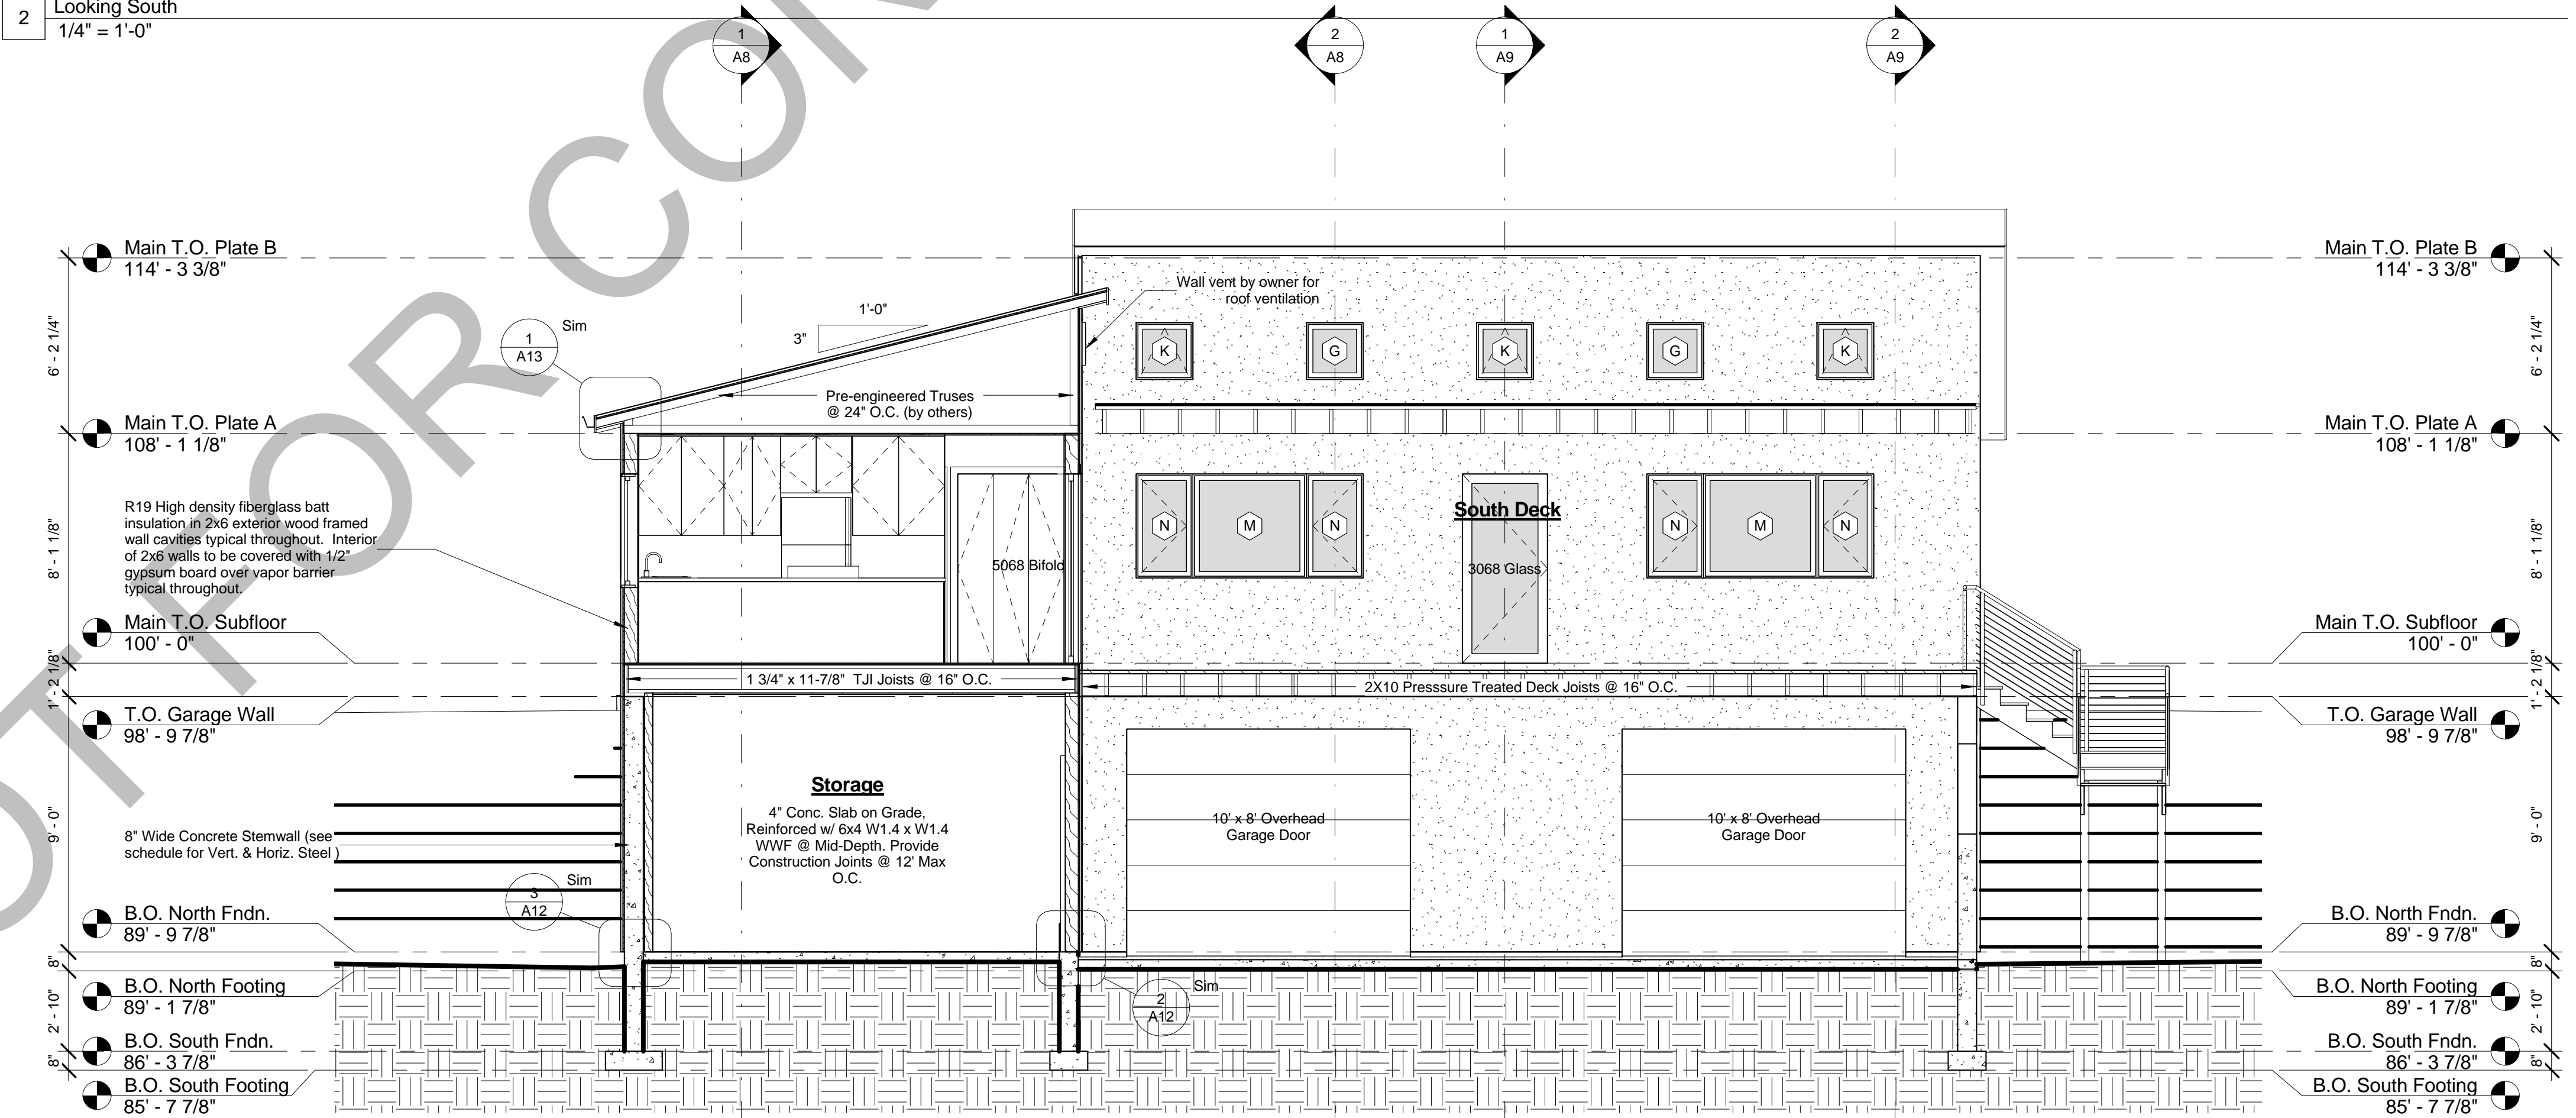 2
Looking South
1/4" = 1'-0"
1
A8
2
A8
1
A9
2
A9
NOT FOR CON
Main T.O. Plate B
114' - 3 3/8"
Main T.O. Plate B
114' - 3 3/8"
6' - 2 1/4"
6' - 2 1/4"
Wall vent by owner for
roof ventilation
1'-0"
3"
1
A13
Sim
K
G
K
G
K
Pre-engineered Truses
@ 24" O.C. (by others)
Main T.O. Plate A
108' - 1 1/8"
Main T.O. Plate A
108' - 1 1/8"
8' - 1 1/8"
8' - 1 1/8"
R19 High density fiberglass batt
insulation in 2x6 exterior wood framed
wall cavities typical throughout. Interior
of 2x6 walls to be covered with 1/2"
gypsum board over vapor barrier
typical throughout.
South Deck
N
M
N
N
M
N
5068 Bifold
3068 Glass
Main T.O. Subfloor
100' - 0"
Main T.O. Subfloor
100' - 0"
1' - 2 1/8"
1' - 2 1/8"
1 3/4" x 11-7/8" TJI Joists @ 16" O.C.
2X10 Presssure Treated Deck Joists @ 16" O.C.
T.O. Garage Wall
98' - 9 7/8"
T.O. Garage Wall
98' - 9 7/8"
9' - 0"
9' - 0"
Storage
4" Conc. Slab on Grade,
Reinforced w/ 6x4 W1.4 x W1.4
WWF @ Mid-Depth. Provide
Construction Joints @ 12' Max
O.C.
10' x 8' Overhead
Garage Door
10' x 8' Overhead
Garage Door
8" Wide Concrete Stemwall (see
schedule for Vert. & Horiz. Steel )
3
A12
Sim
B.O. North Fndn.
89' - 9 7/8"
B.O. North Fndn.
89' - 9 7/8"
8"
8"
B.O. North Footing
89' - 1 7/8"
B.O. North Footing
89' - 1 7/8"
2' - 10"
2' - 10"
2
A12
Sim
B.O. South Fndn.
86' - 3 7/8"
B.O. South Fndn.
86' - 3 7/8"
8"
8"
B.O. South Footing
85' - 7 7/8"
B.O. South Footing
85' - 7 7/8"